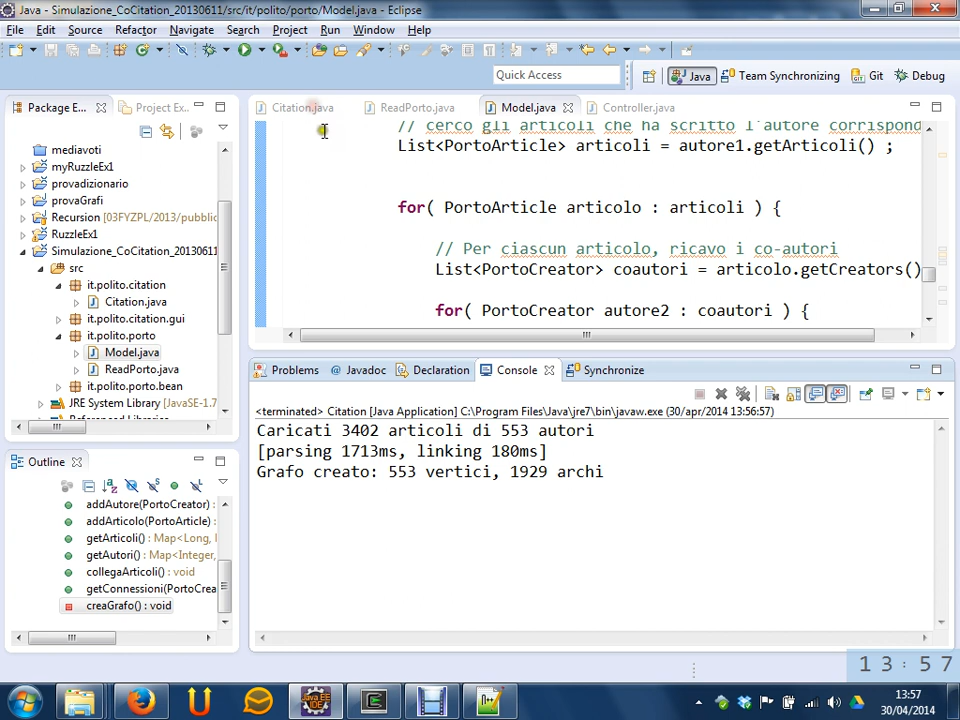 Java - Simulazione_CoCitation_20130611/src/it/polito/porto/Model.java - Eclipse
File Edit Source Refactor Navigate Search Project Run Window Help
Quick Access
Java Team Synchronizing Git Debug
Package E... Project Ex...
mediavoti
myRuzzleEx1
provadizionario
provaGrafi
Recursion [03FYZPL/2013/pubblic
RuzzleEx1
Simulazione_CoCitation_20130611
src
it.polito.citation
Citation.java
it.polito.citation.gui
it.polito.porto
Model.java
ReadPorto.java
it.polito.porto.bean
JRE System Library [JavaSE-1.7
Outline
addAutore(PortoCreator)
addArticolo(PortoArticle)
getArticoli() : Map<Long,
getAutori() : Map<Integer,
collegaArticoli() : void
getConnessioni(PortoCrea
creaGrafo() : void
Citation.java ReadPorto.java Model.java Controller.java
// cerco gli articoli che ha scritto l'autore corrispond
List<PortoArticle> articoli = autore1.getArticoli() ;
for( PortoArticle articolo : articoli ) {
// Per ciascun articolo, ricavo i co-autori
List<PortoCreator> coautori = articolo.getCreators()
for( PortoCreator autore2 : coautori ) {
Problems @ Javadoc Declaration Console Synchronize
<terminated> Citation [Java Application] C:\Program Files\Java\jre7\bin\javaw.exe (30/apr/2014 13:56:57)
Caricati 3402 articoli di 553 autori
[parsing 1713ms, linking 180ms]
Grafo creato: 553 vertici, 1929 archi
13:57
13:57
30/04/2014